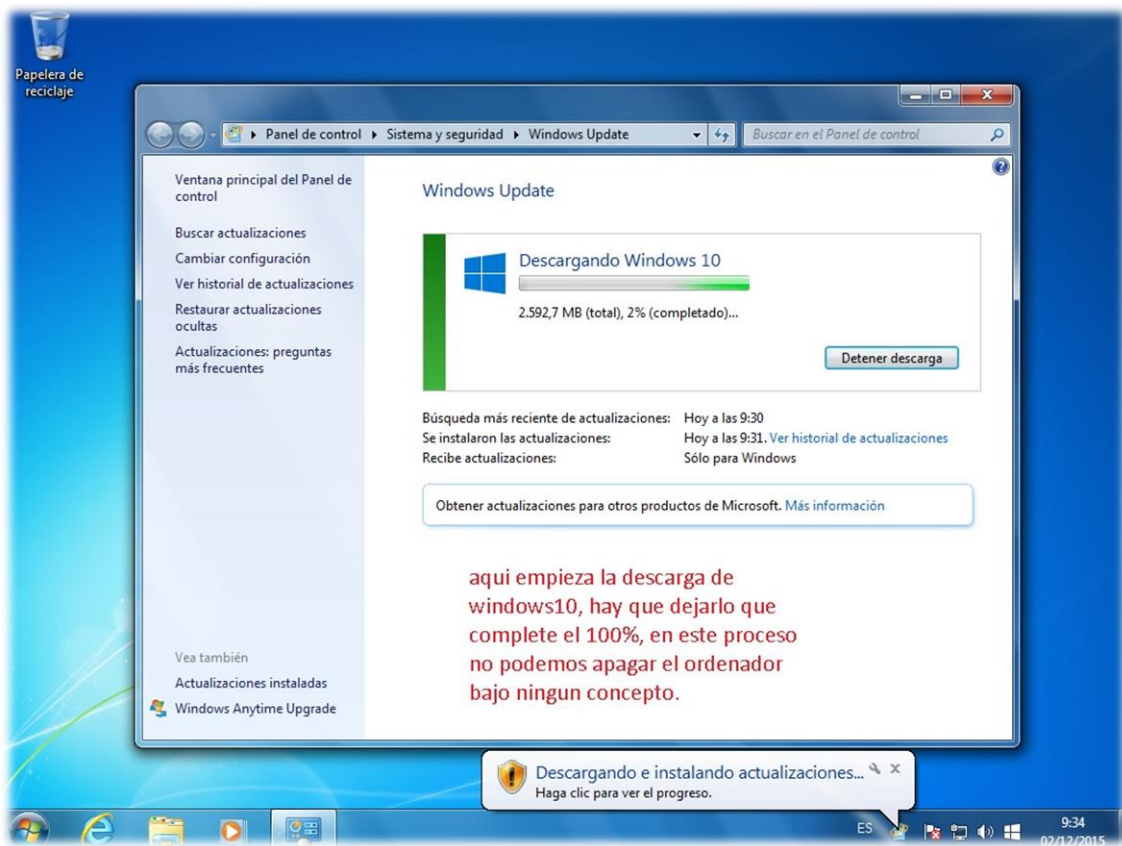 Papelera de
reciclaje
Panel de control
Sistema y seguridad
Windows Update
Buscar en el Panel de control
Ventana principal del Panel de
control
Buscar actualizaciones
Cambiar configuración
Ver historial de actualizaciones
Restaurar actualizaciones
ocultas
Actualizaciones: preguntas
más frecuentes
Vea también
Actualizaciones instaladas
Windows Anytime Upgrade
Windows Update
Descargando Windows 10
2.592,7 MB (total), 2% (completado)...
Detener descarga
Búsqueda más reciente de actualizaciones: Hoy a las 9:30
Se instalaron las actualizaciones: Hoy a las 9:31. Ver historial de actualizaciones
Recibe actualizaciones: Sólo para Windows
Obtener actualizaciones para otros productos de Microsoft. Más información
aqui empieza la descarga de
windows10, hay que dejarlo que
complete el 100%, en este proceso
no podemos apagar el ordenador
bajo ningun concepto.
Descargando e instalando actualizaciones...
Haga clic para ver el progreso.
ES
9:34
02/12/2015